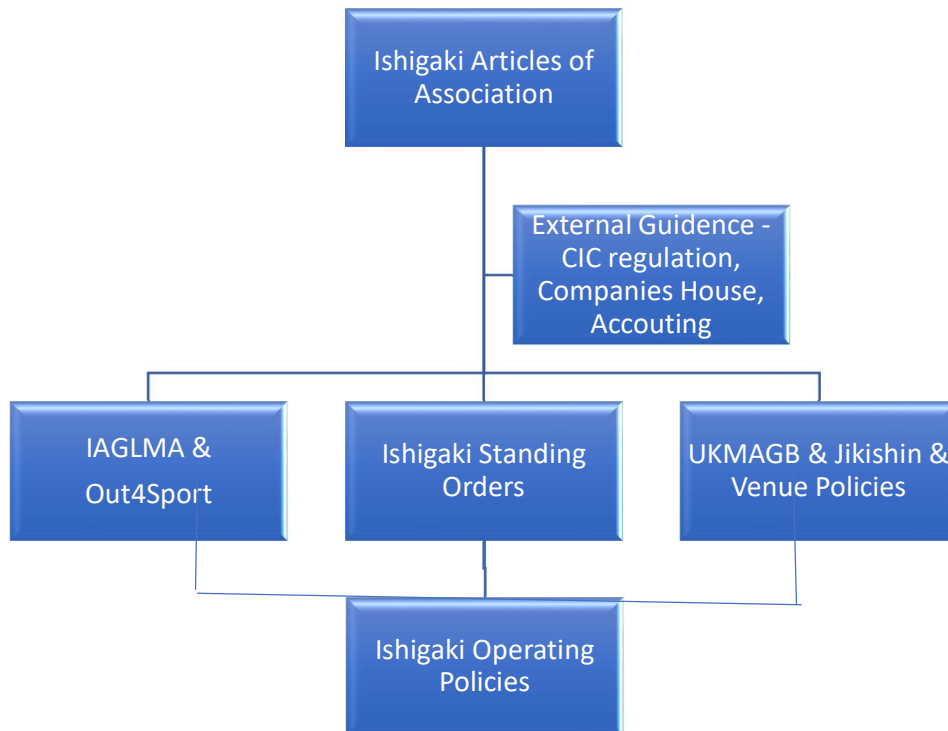 Ishigaki Articles of
Association
External Guidence -
CIC regulation,
Companies House,
Accouting
IAGLMA &
Out4Sport
Ishigaki Standing
Orders
UKMAGB & Jikishin &
Venue Policies
Ishigaki Operating
Policies